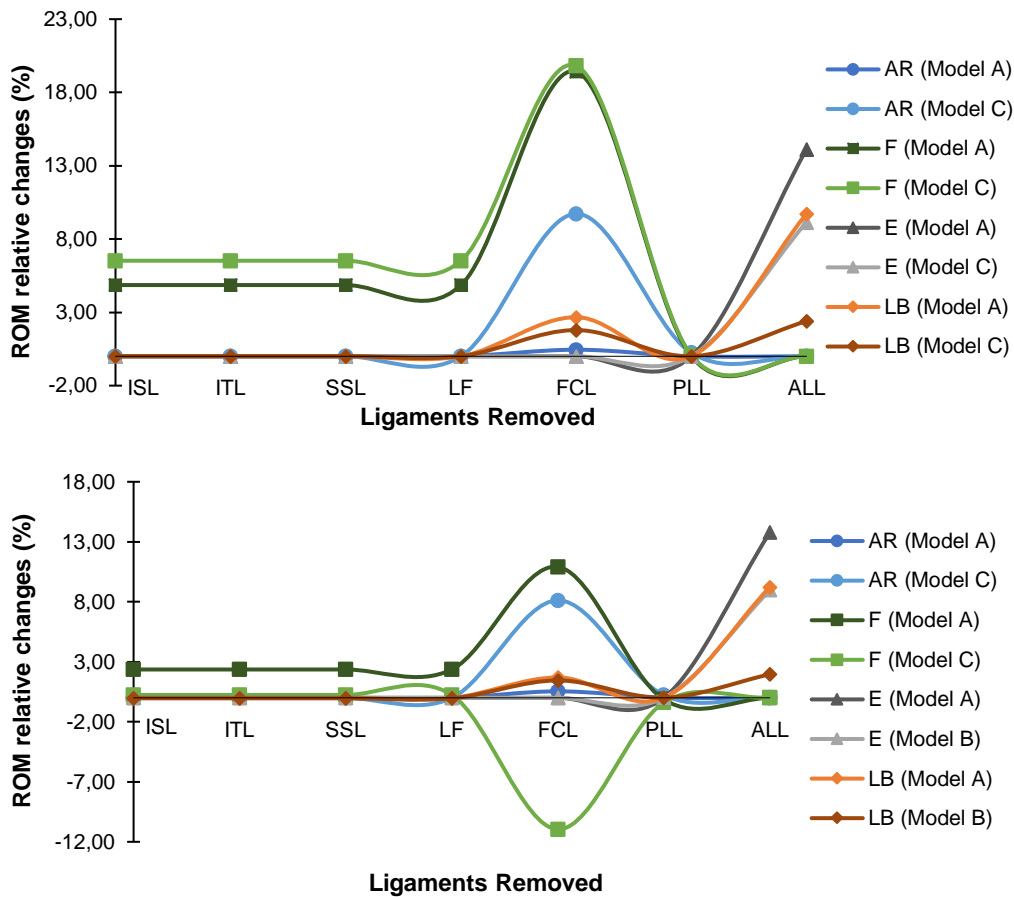 23,00
18,00
13,00
8,00
3,00
-2,00
ROM relative changes (%)
ISL ITL SSL LF FCL PLL ALL
Ligaments Removed
AR (Model A)
AR (Model C)
F (Model A)
F (Model C)
E (Model A)
E (Model C)
LB (Model A)
LB (Model C)
18,00
13,00
8,00
3,00
-2,00
-7,00
-12,00
ROM relative changes (%)
ISL ITL SSL LF FCL PLL ALL
Ligaments Removed
AR (Model A)
AR (Model C)
F (Model A)
F (Model C)
E (Model A)
E (Model B)
LB (Model A)
LB (Model B)